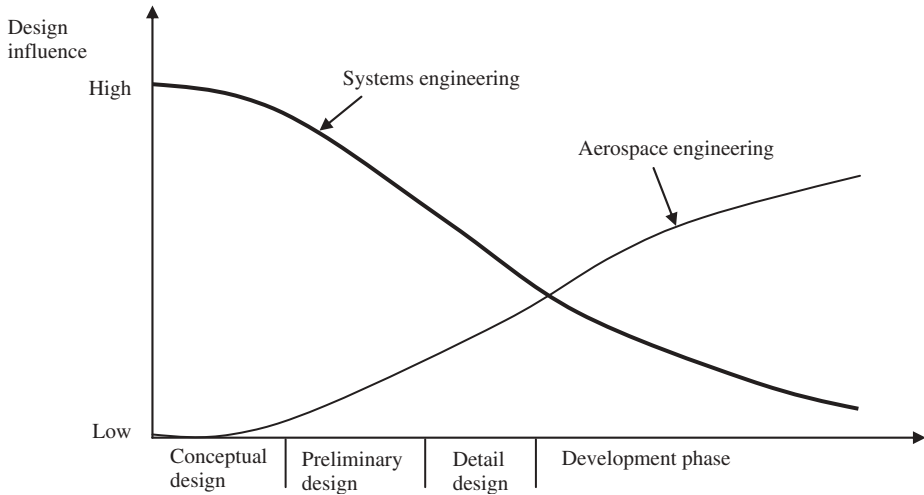 Design
influence
High
Systems engineering
Aerospace engineering
Low
Conceptual
design
Preliminary
design
Detail
design
Development phase